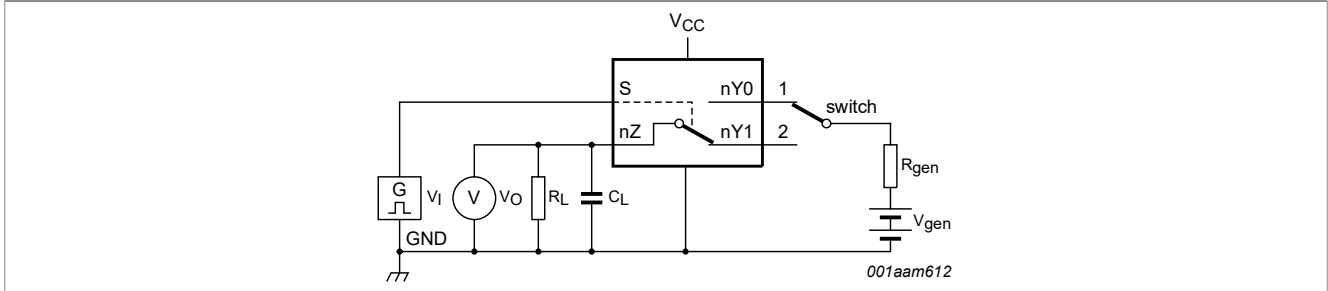 VCC
S
nY0
1
switch
nZ
nY1
2
Rgen
G
VI
V
VO
RL
CL
Vgen
GND
001aam612